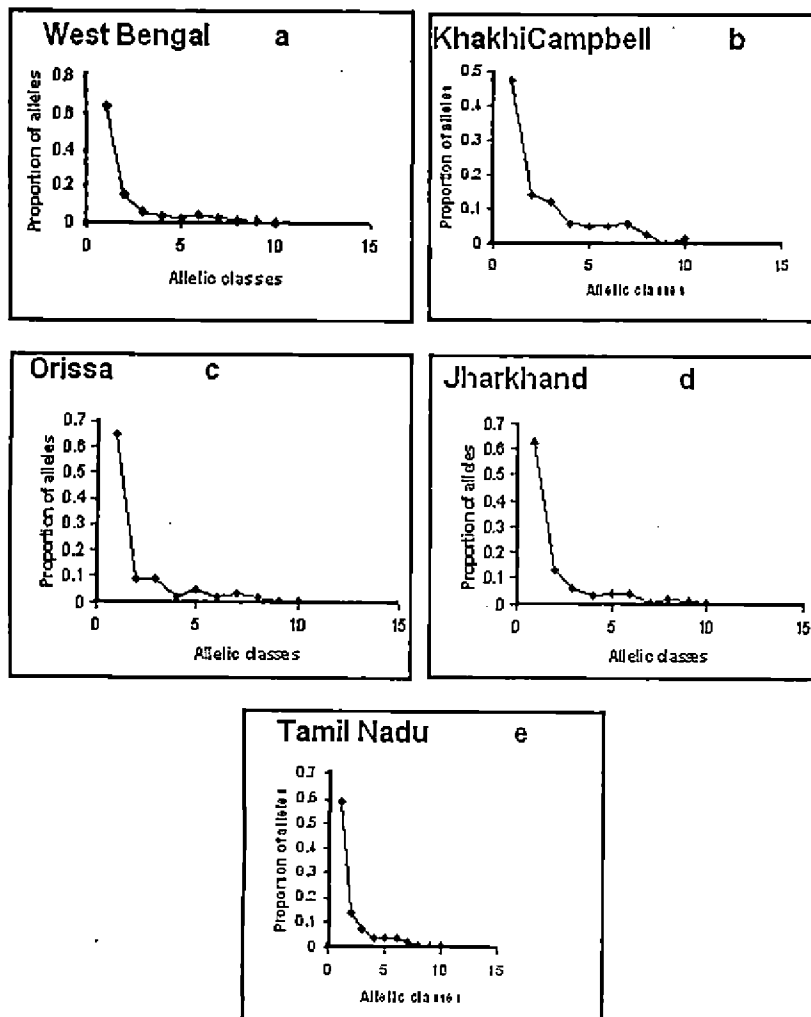 West Bengal a
Proportion of alleles
0.8
0.6
0.4
0.2
0
0 5 10 15
Allelic classes
KhakhiCampbell b
Proportion of alleles
0.5
0.4
0.3
0.2
0.1
0
0 5 10 15
Allelic classes
Orissa c
Proportion of alleles
0.7
0.6
0.5
0.4
0.3
0.2
0.1
0
0 5 10 15
Allelic classes
Jharkhand d
Proportion of alleles
0.7
0.6
0.5
0.4
0.3
0.2
0.1
0
0 5 10 15
Allelic classes
Tamil Nadu e
Proportion of alleles
0.7
0.6
0.5
0.4
0.3
0.2
0.1
0
0 5 10 15
Allelic classes